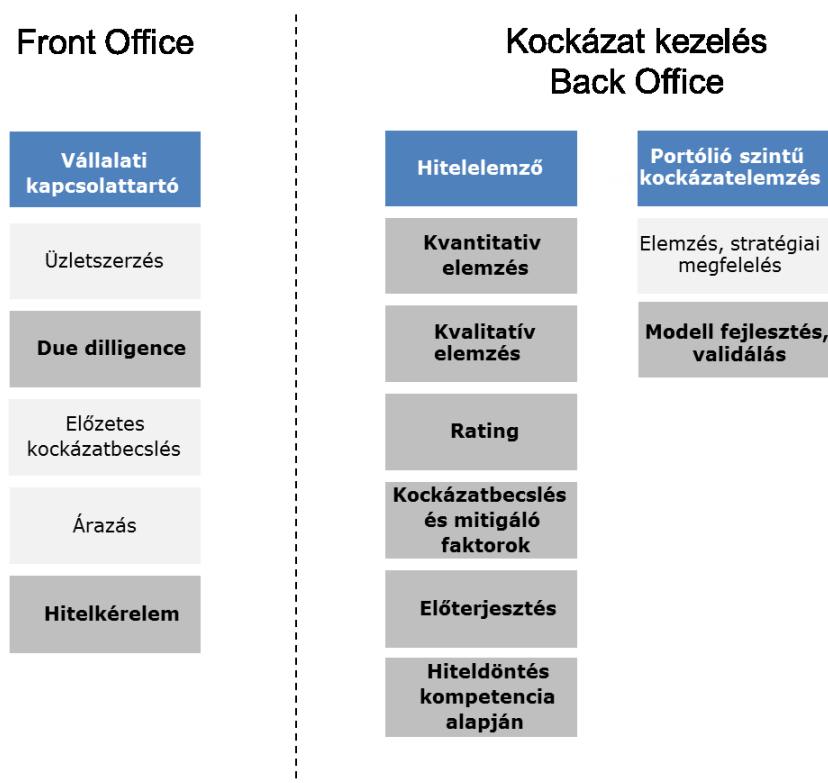 Front Office
Kockázat kezelés
Back Office
Vállalati
kapcsolattartó
Üzletszerzés
Due dilligence
Előzetes
kockázatbecslés
Árazás
Hitelkérelem
Hitelelemző
Kvantitativ
elemzés
Kvalitatív
elemzés
Rating
Kockázatbecslés
és mitigáló
faktorok
Előterjesztés
Hiteldöntés
kompetencia
alapján
Portólió szintű
kockázatelemzés
Elemzés, stratégiai
megfelelés
Modell fejlesztés,
validálás